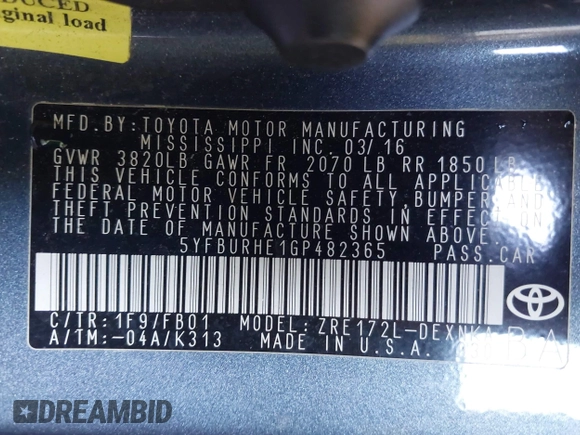 DUCED
ginal load
MFD. BY: TOYOTA MOTOR MANUFACTURING
MISSISSIPPI INC. 03/16
GVWR 3820LB GAWR FR 2070 LB RR 1850 LB
THIS VEHICLE CONFORMS TO ALL APPLICABLE
FEDERAL MOTOR VEHICLE SAFETY, BUMPER, AND
THEFT PREVENTION STANDARDS IN EFFECT ON
THE DATE OF MANUFACTURE SHOWN ABOVE.
5YFBURHE1GP482365 PASS. CAR
C/TR: 1F9/FB01 MODEL: ZRE172L-DEXNK
A/TM: -04A/K313 MADE IN U.S.A.
TOYOTA
BA
DREAMBID